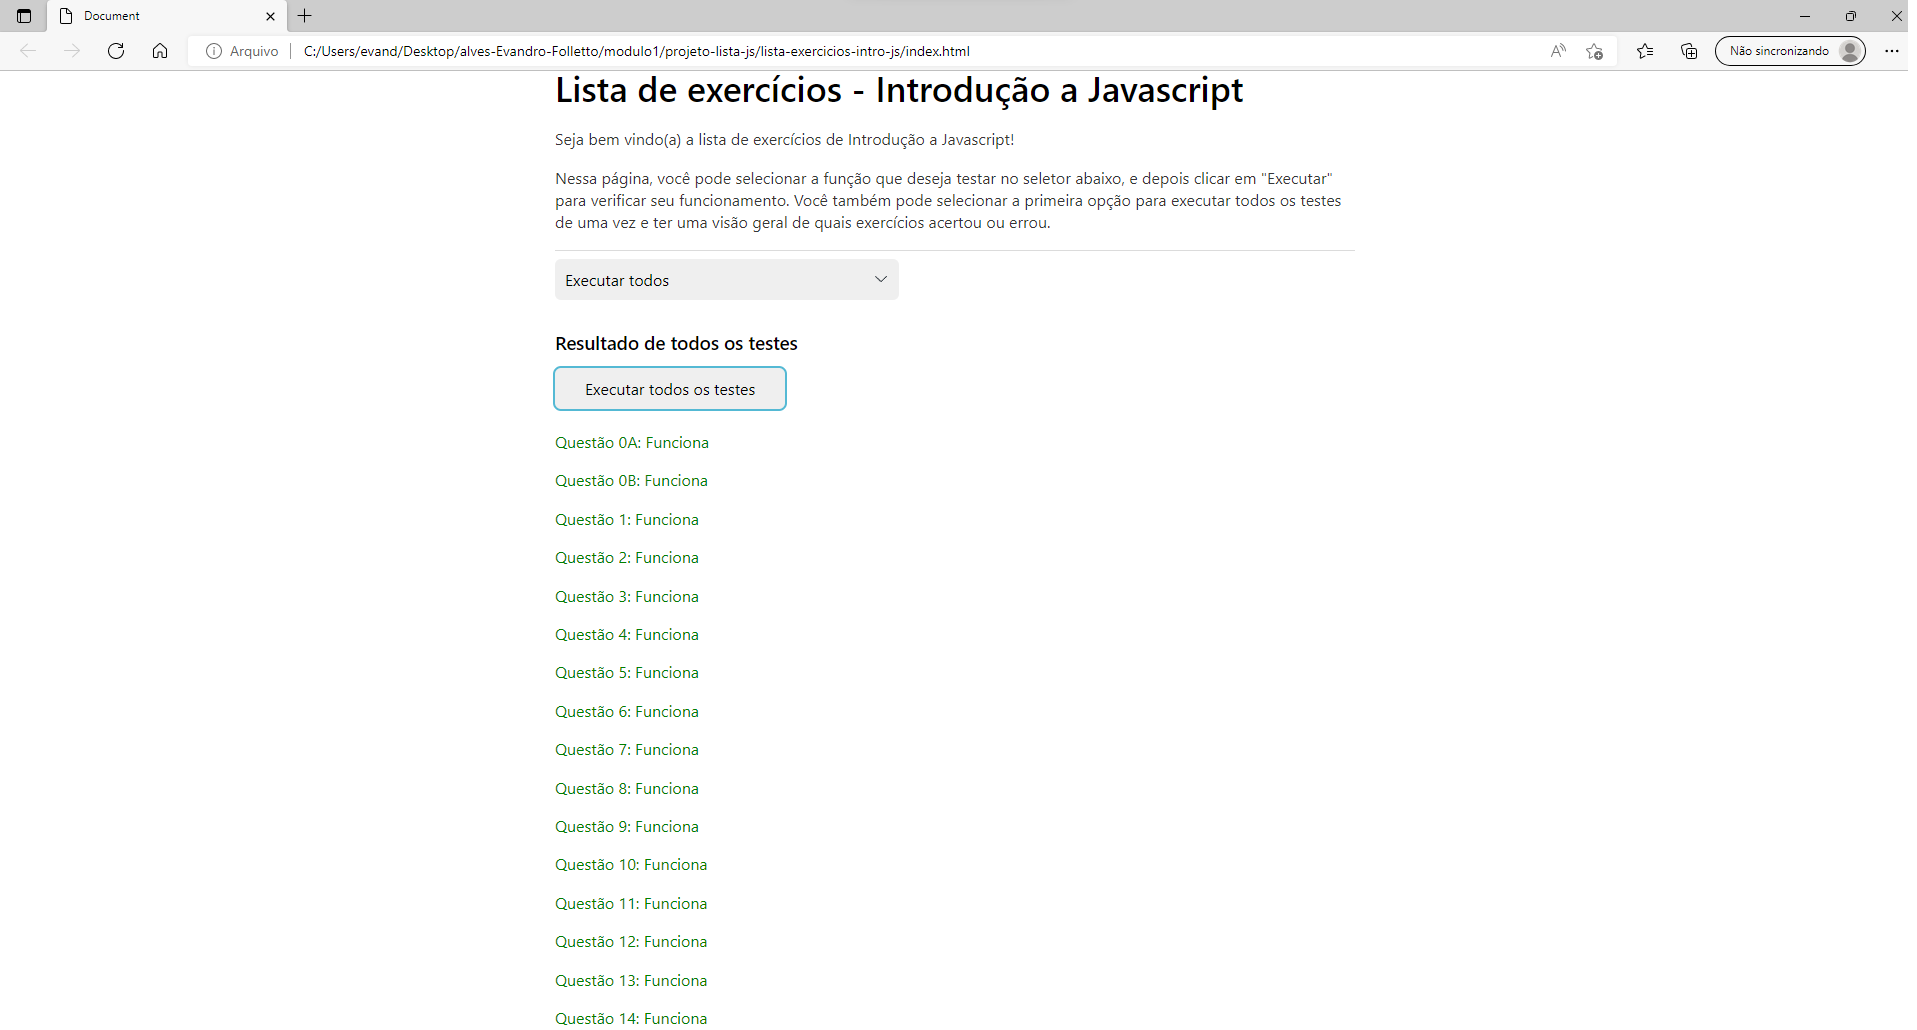 Document
Arquivo
C:/Users/evand/Desktop/alves-Evandro-Folletto/modulo1/projeto-lista-js/lista-exercicios-intro-js/index.html
Não sincronizando
Lista de exercícios - Introdução a Javascript
Seja bem vindo(a) a lista de exercícios de Introdução a Javascript!
Nessa página, você pode selecionar a função que deseja testar no seletor abaixo, e depois clicar em "Executar"
para verificar seu funcionamento. Você também pode selecionar a primeira opção para executar todos os testes
de uma vez e ter uma visão geral de quais exercícios acertou ou errou.
Executar todos
Resultado de todos os testes
Executar todos os testes
Questão 0A: Funciona
Questão 0B: Funciona
Questão 1: Funciona
Questão 2: Funciona
Questão 3: Funciona
Questão 4: Funciona
Questão 5: Funciona
Questão 6: Funciona
Questão 7: Funciona
Questão 8: Funciona
Questão 9: Funciona
Questão 10: Funciona
Questão 11: Funciona
Questão 12: Funciona
Questão 13: Funciona
Questão 14: Funciona